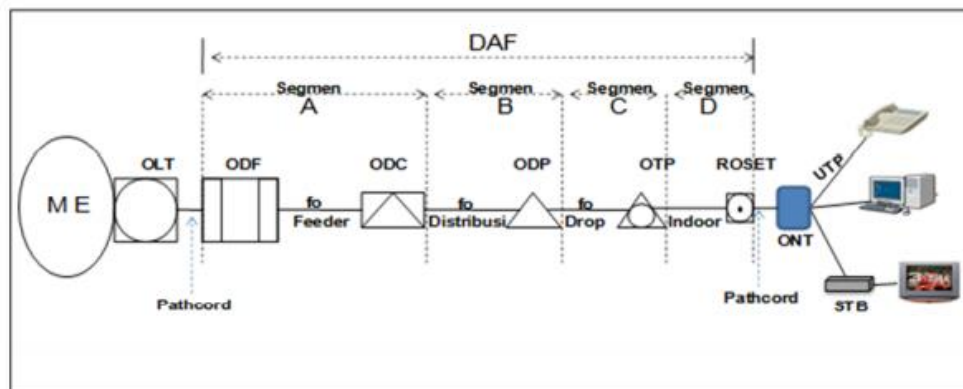 DAF
Segmen Segmen Segmen Segmen
A B C D
OLT ODF ODC ODP OTP ROSET
ME
fo fo fo
Feeder Distribusi Drop Indoor
UTP
ONT
Pathcord Pathcord
STB